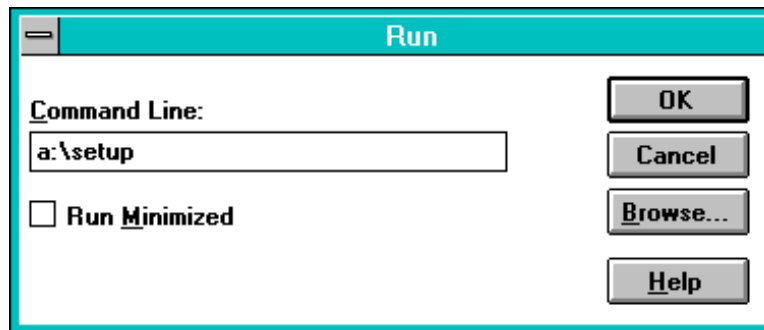 Run
Command Line:
a:\setup
Run Minimized
OK
Cancel
Browse...
Help